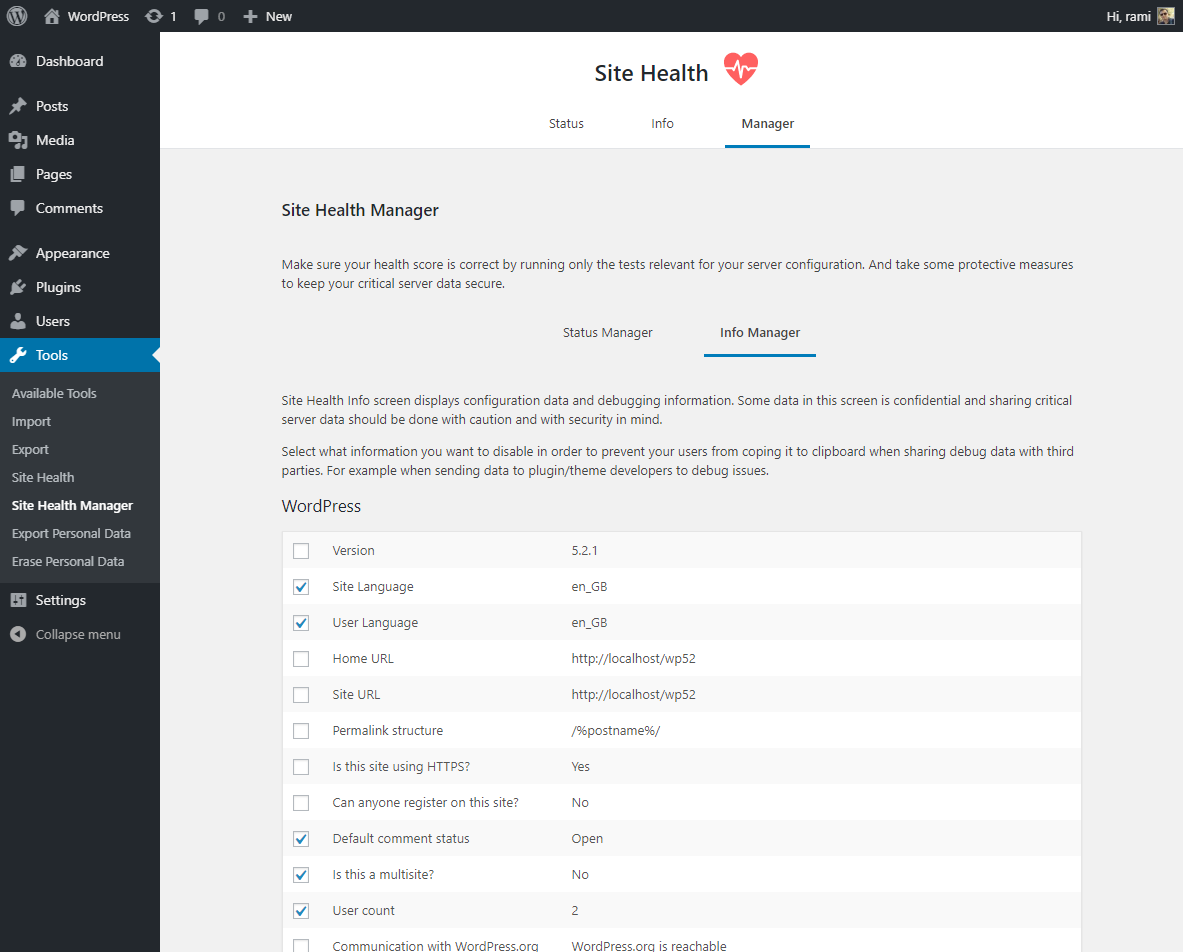 WordPress 1 0 New Hi, rami
Dashboard
Posts
Media
Pages
Comments
Appearance
Plugins
Users
Tools
Available Tools
Import
Export
Site Health
Site Health Manager
Export Personal Data
Erase Personal Data
Settings
Collapse menu
Site Health
Status Info Manager
Site Health Manager
Make sure your health score is correct by running only the tests relevant for your server configuration. And take some protective measures
to keep your critical server data secure.
Status Manager Info Manager
Site Health Info screen displays configuration data and debugging information. Some data in this screen is confidential and sharing critical
server data should be done with caution and with security in mind.
Select what information you want to disable in order to prevent your users from coping it to clipboard when sharing debug data with third
parties. For example when sending data to plugin/theme developers to debug issues.
WordPress
Version 5.2.1
Site Language en_GB
User Language en_GB
Home URL http://localhost/wp52
Site URL http://localhost/wp52
Permalink structure /%postname%/
Is this site using HTTPS? Yes
Can anyone register on this site? No
Default comment status Open
Is this a multisite? No
User count 2
Communication with WordPress.org WordPress.org is reachable